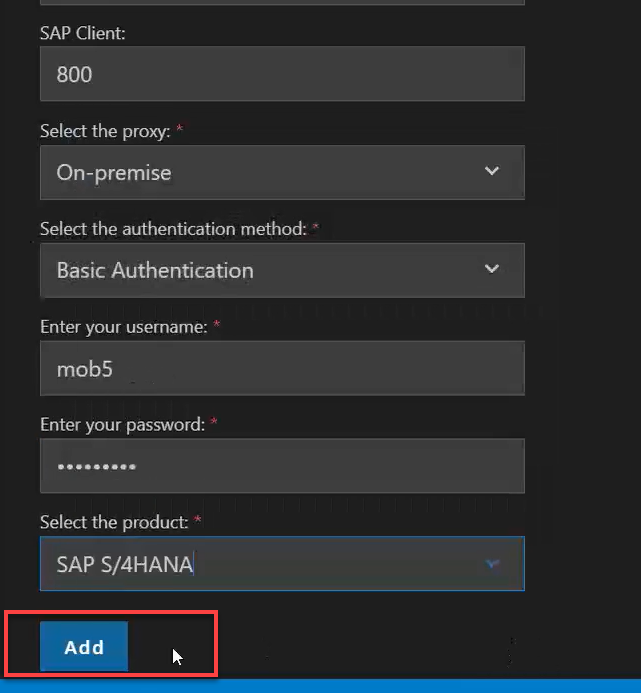 SAP Client:
800
Select the proxy: *
On-premise
Select the authentication method: *
Basic Authentication
Enter your username: *
mob5
Enter your password: *
•••••••••
Select the product: *
SAP S/4HANA
Add